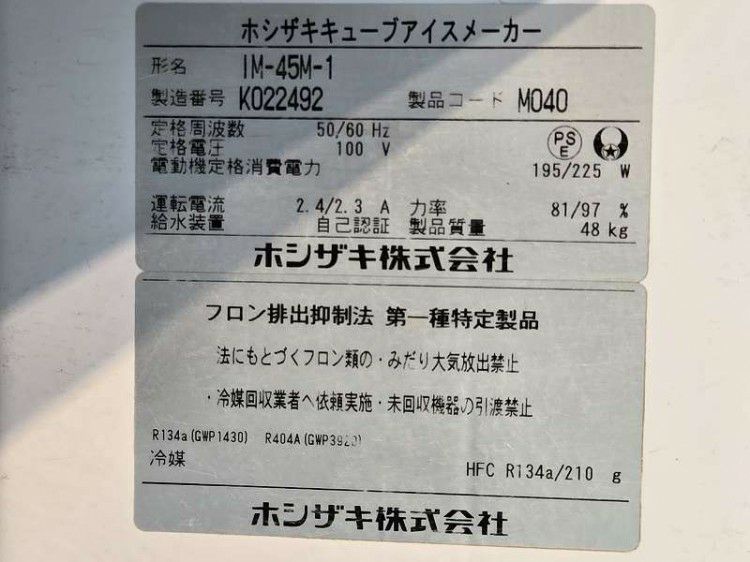 ホシザキキューブアイスメーカー
形名 IM-45M-1
製造番号 K022492 製品コード M040
定格周波数 50/60 Hz
定格電圧 100 V
PS E
電動機定格消費電力 195/225 W
運転電流 2.4/2.3 A 力率 81/97 %
給水装置 自己認証 製品質量 48 kg
ホシザキ株式会社
フロン排出抑制法 第一種特定製品
法にもとづくフロン類の・みだり大気放出禁止
・冷媒回収業者へ依頼実施・未回収機器の引渡禁止
R134a(GWP1430) R404A(GWP3920)
冷媒 HFC R134a/210 g
ホシザキ株式会社